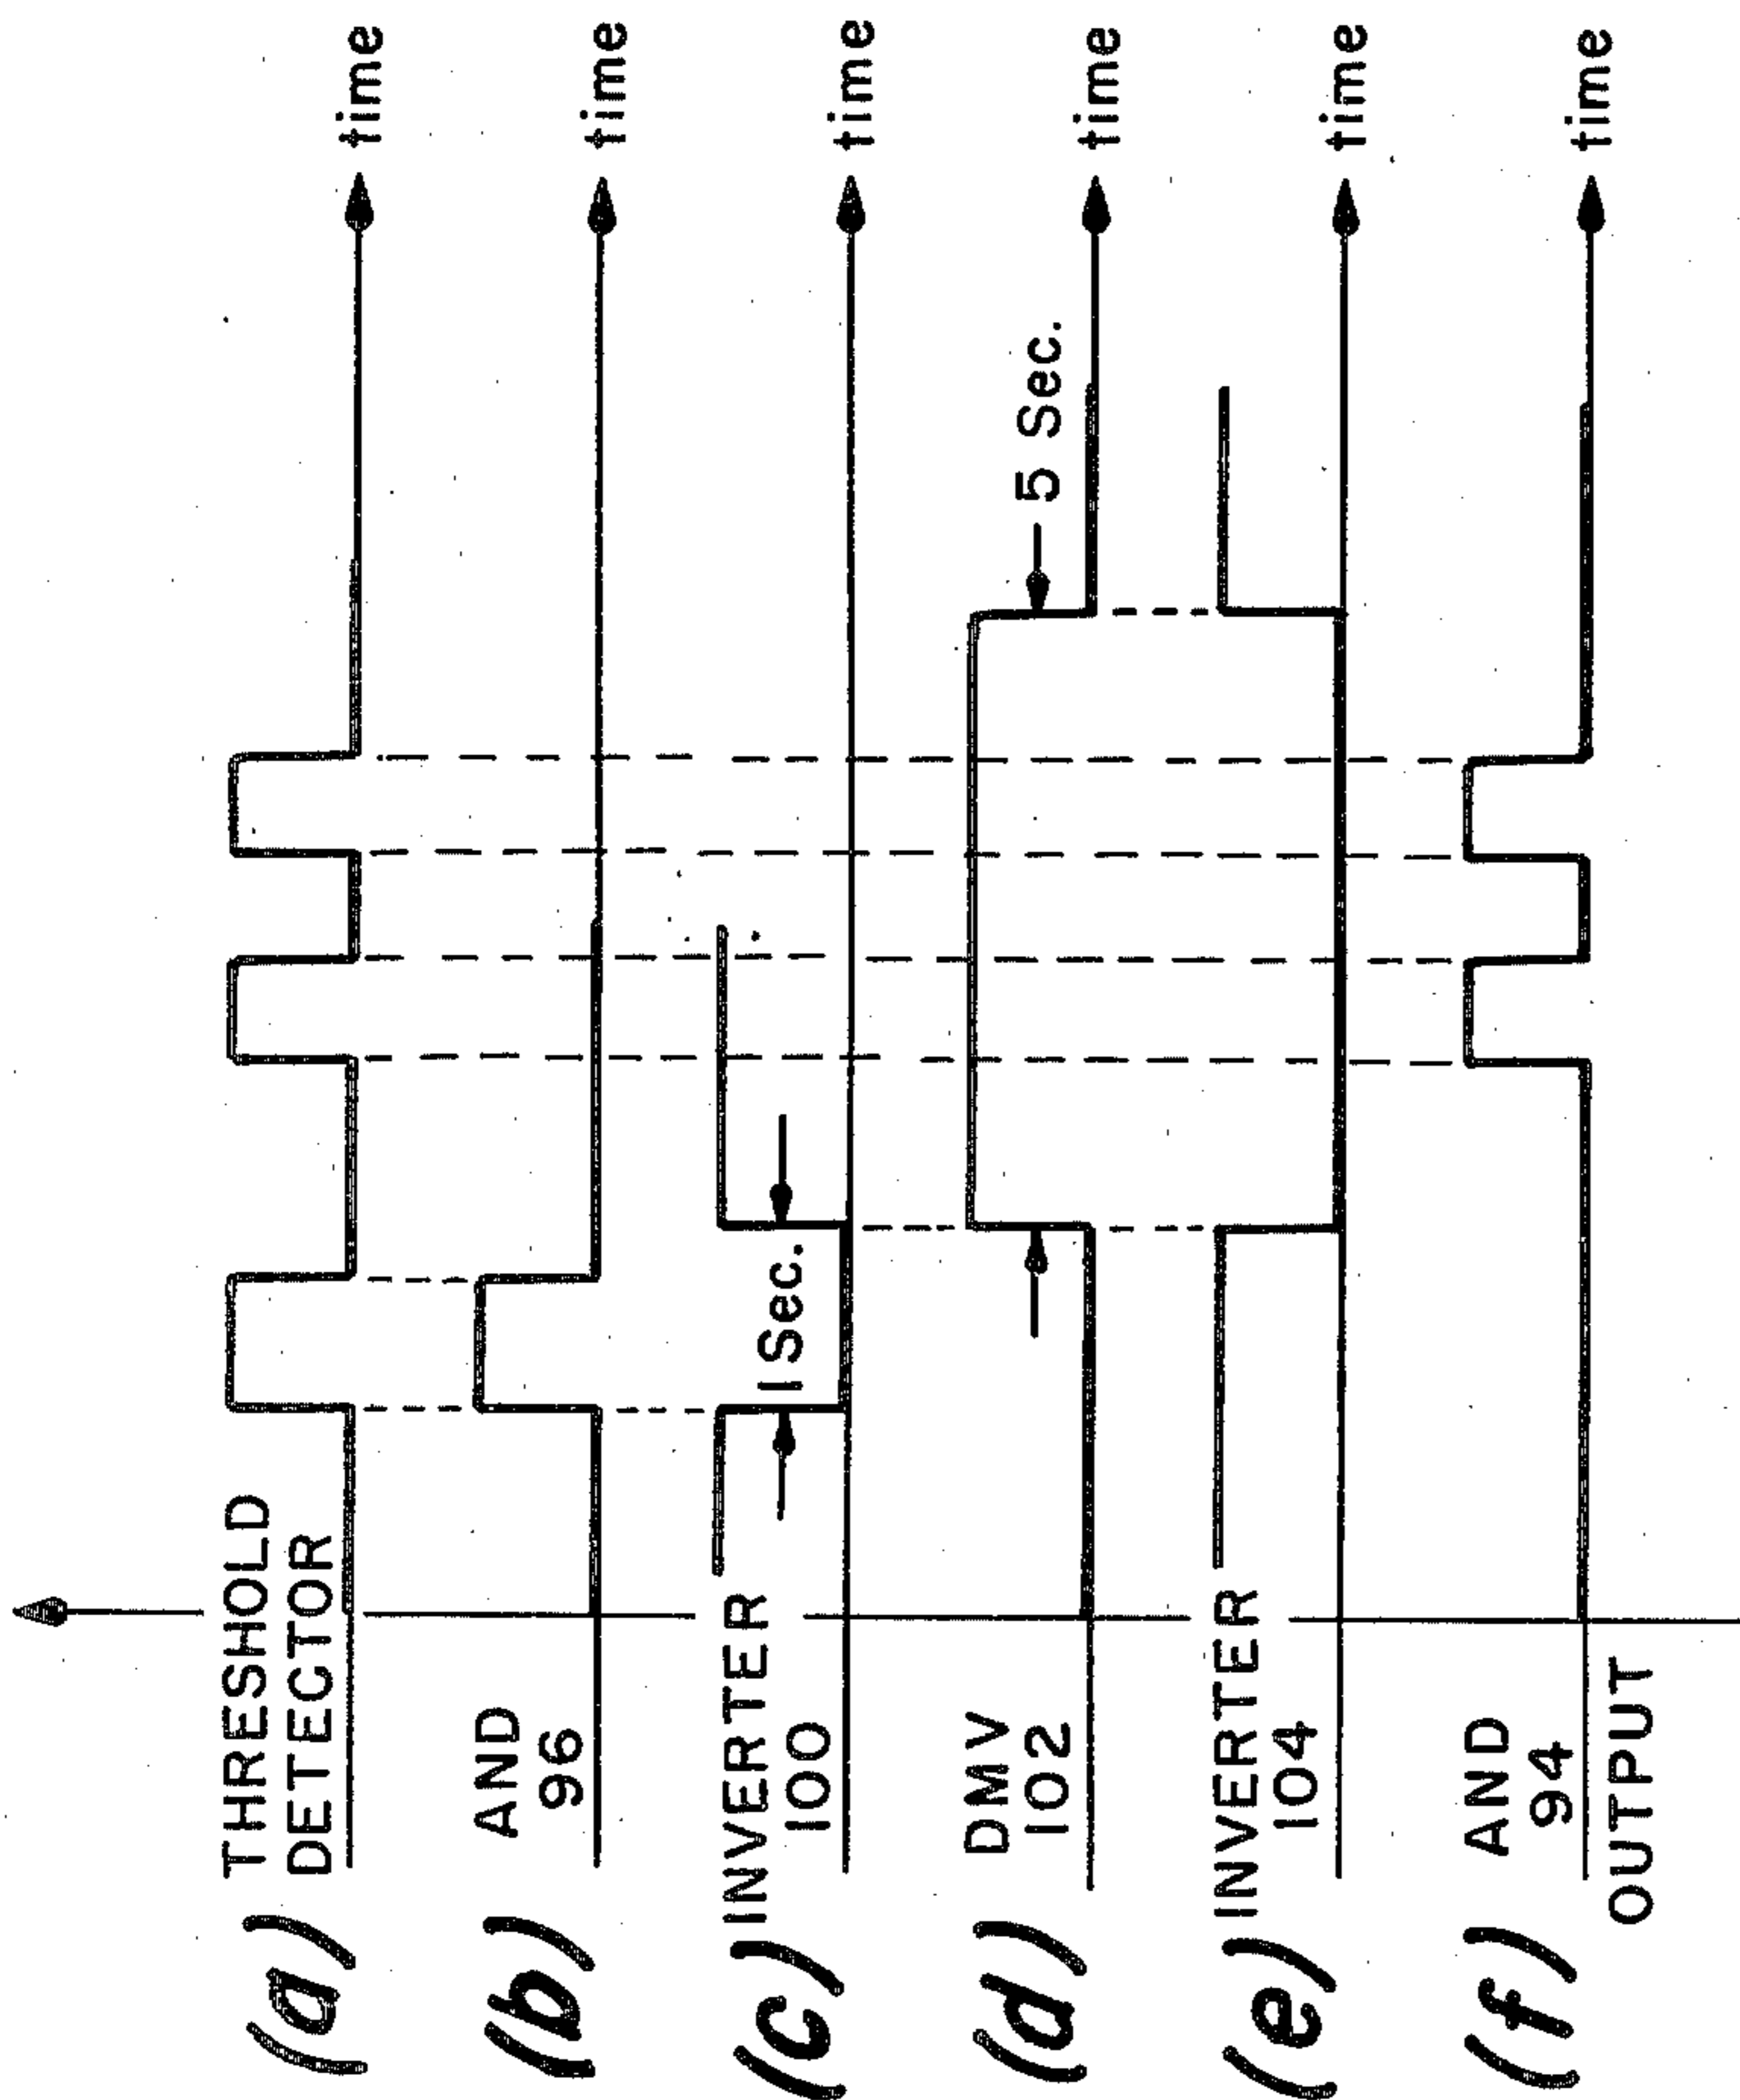 (a) THRESHOLD
DETECTOR
time
(b) AND
96
time
(c) INVERTER
100
1 Sec.
time
(d) DMV
102
5 Sec.
time
(e) INVERTER
104
time
(f) AND
94
OUTPUT
time